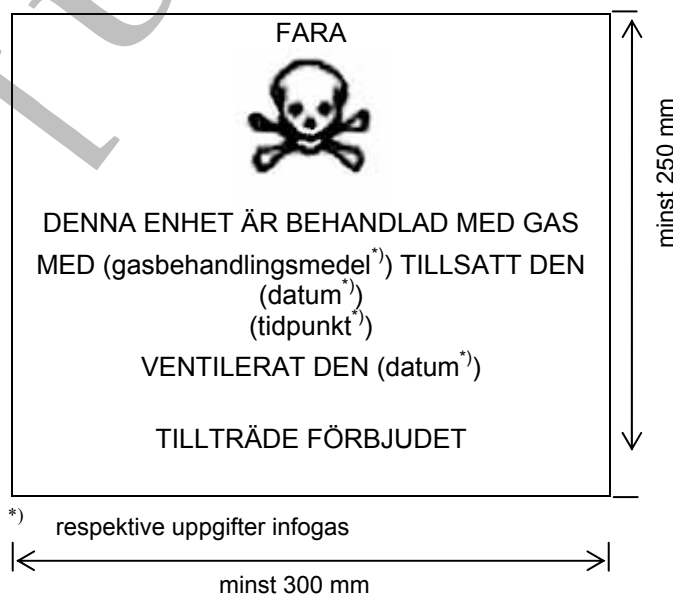 FARA
DENNA ENHET ÄR BEHANDLAD MED GAS
MED (gasbehandlingsmedel*)) TILLSATT DEN
(datum*))
(tidpunkt*))
VENTILERAT DEN (datum*))
TILLTRÄDE FÖRBJUDET
minst 250 mm
*) respektive uppgifter infogas
minst 300 mm